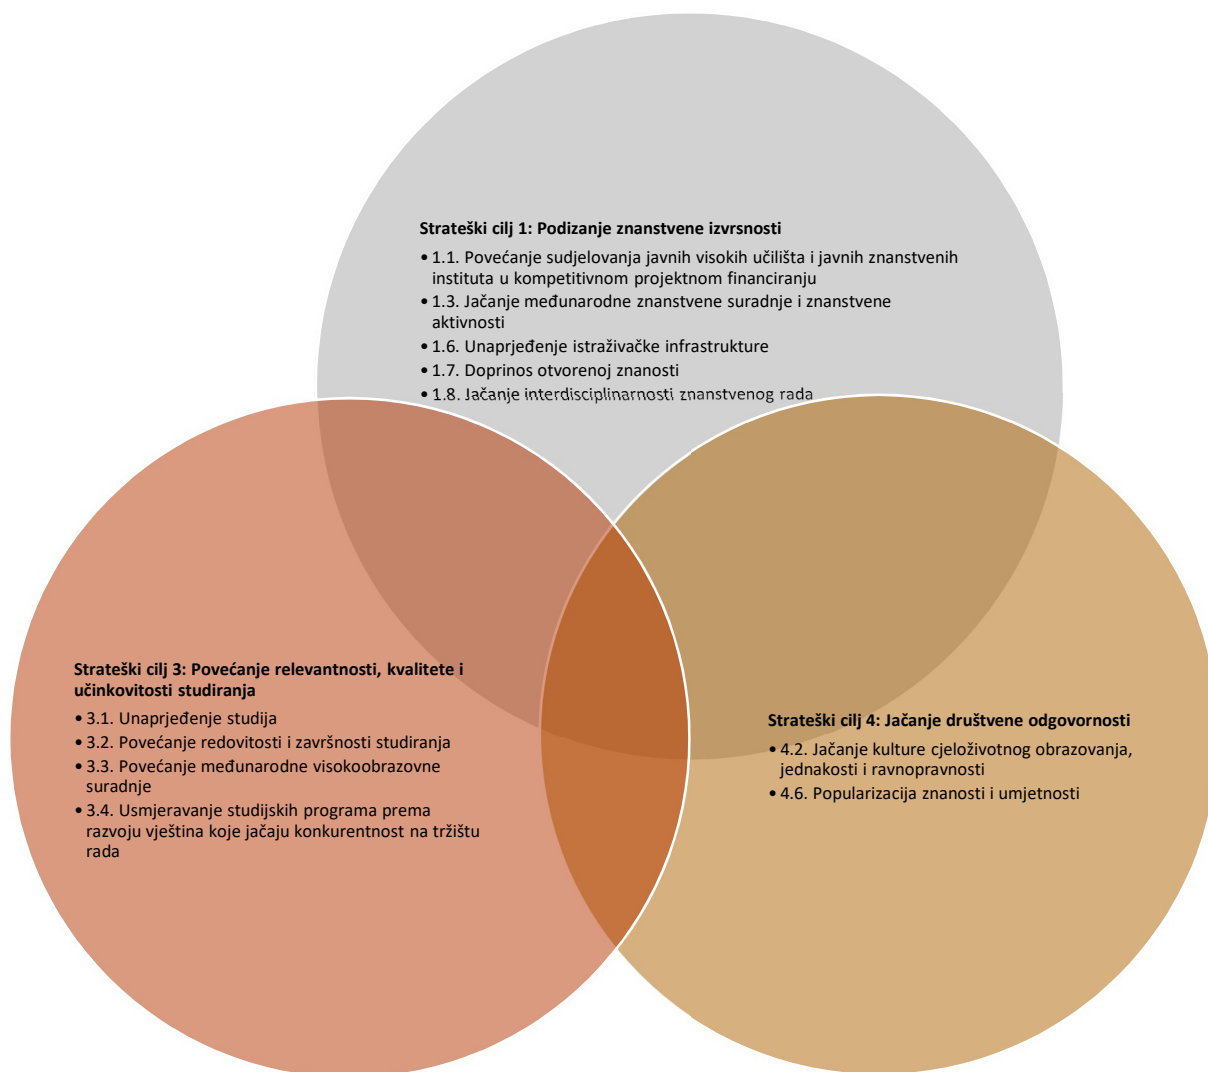 Strateški cilj 1: Podizanje znanstvene izvrsnosti
• 1.1. Povećanje sudjelovanja javnih visokih učilišta i javnih znanstvenih
instituta u kompetitivnom projektnom financiranju
• 1.3. Jačanje međunarodne znanstvene suradnje i znanstvene
aktivnosti
• 1.6. Unaprjeđenje istraživačke infrastrukture
• 1.7. Doprinos otvorenoj znanosti
• 1.8. Jačanje interdisciplinarnosti znanstvenog rada
Strateški cilj 3: Povećanje relevantnosti, kvalitete i
učinkovitosti studiranja
• 3.1. Unaprjeđenje studija
• 3.2. Povećanje redovitosti i završnosti studiranja
• 3.3. Povećanje međunarodne visokoobrazovne
suradnje
• 3.4. Usmjeravanje studijskih programa prema
razvoju vještina koje jačaju konkurentnost na tržištu
rada
Strateški cilj 4: Jačanje društvene odgovornosti
• 4.2. Jačanje kulture cjeloživotnog obrazovanja,
jednakosti i ravnopravnosti
• 4.6. Popularizacija znanosti i umjetnosti